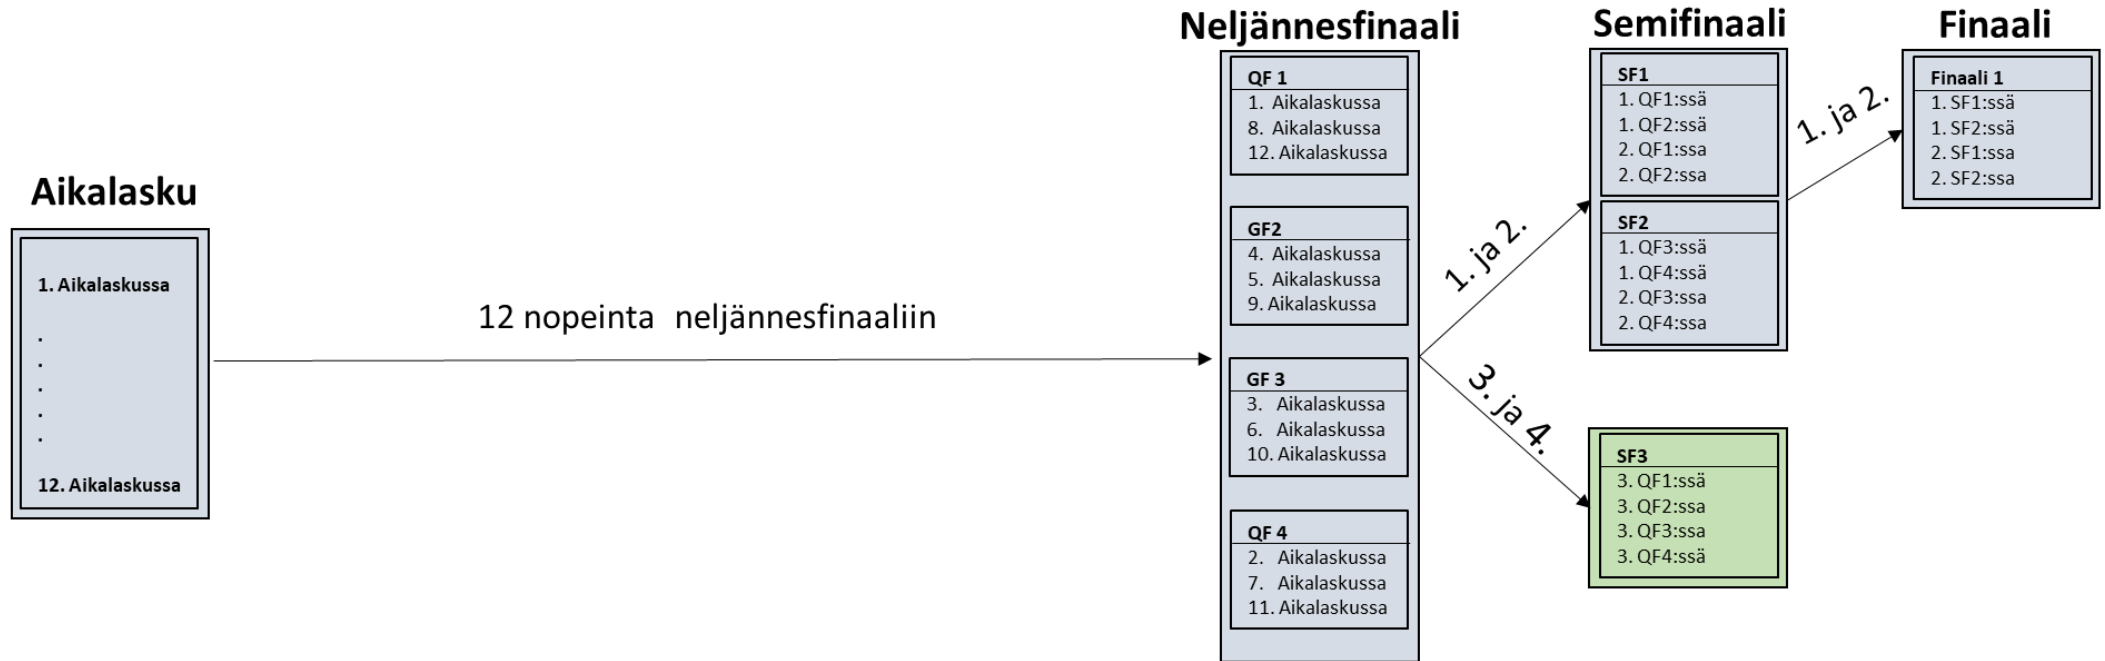 Aikalasku
1. Aikalaskussa
.
.
.
.
.
12. Aikalaskussa
12 nopeinta neljännesfinaaliin
Neljännesfinaali
QF 1
1. Aikalaskussa
8. Aikalaskussa
12. Aikalaskussa
GF2
4. Aikalaskussa
5. Aikalaskussa
9. Aikalaskussa
GF 3
3. Aikalaskussa
6. Aikalaskussa
10. Aikalaskussa
QF 4
2. Aikalaskussa
7. Aikalaskussa
11. Aikalaskussa
1. ja 2.
3. ja 4.
Semifinaali
SF1
1. QF1:ssä
1. QF2:ssä
2. QF1:ssa
2. QF2:ssa
SF2
1. QF3:ssä
1. QF4:ssä
2. QF3:ssa
2. QF4:ssa
SF3
3. QF1:ssä
3. QF2:ssa
3. QF3:ssa
3. QF4:ssä
1. ja 2.
Finaali
Finaali 1
1. SF1:ssä
1. SF2:ssä
2. SF1:ssa
2. SF2:ssa